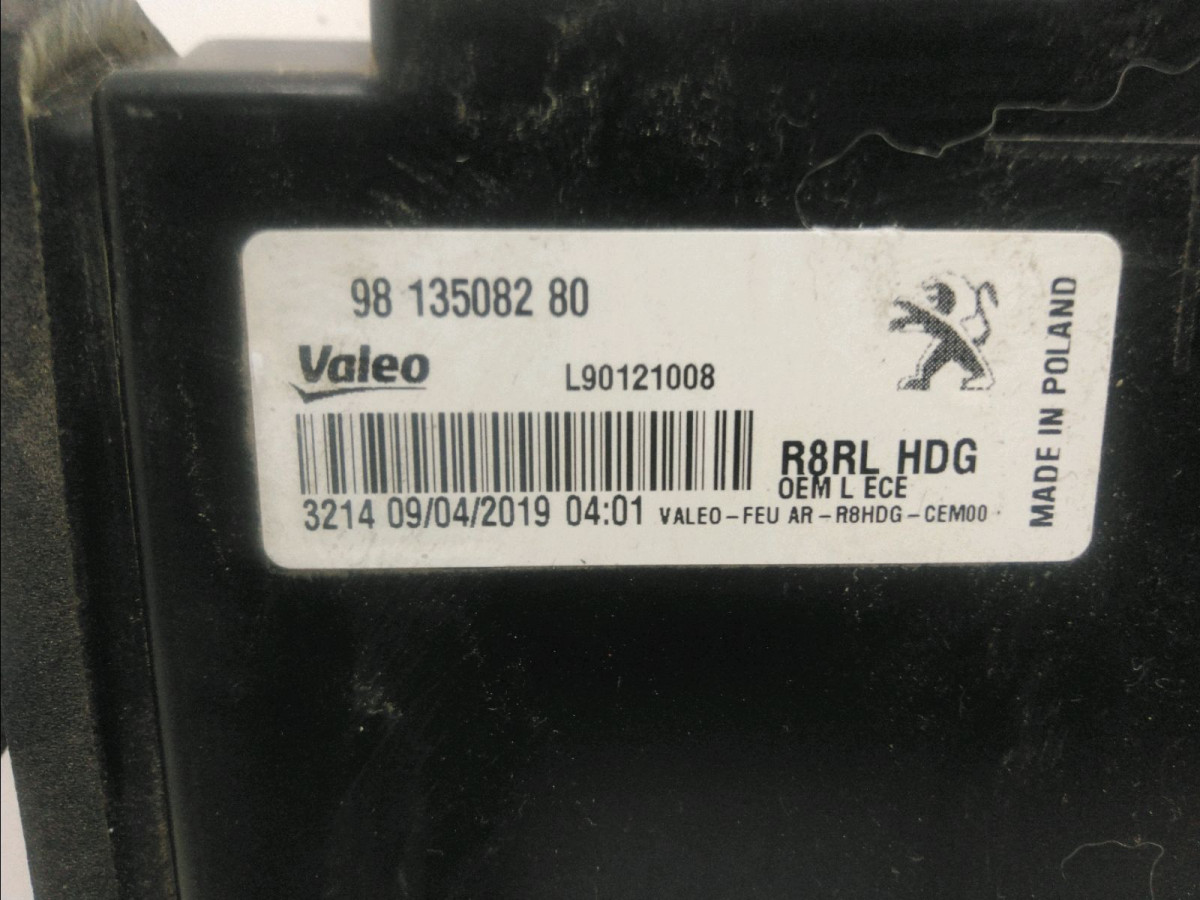 98 135082 80
Valeo
L90121008
R8RL HDG
OEM L ECE
3214 09/04/2019 04:01 VALEO-FEU AR-R8HDG-CEM00
MADE IN POLAND